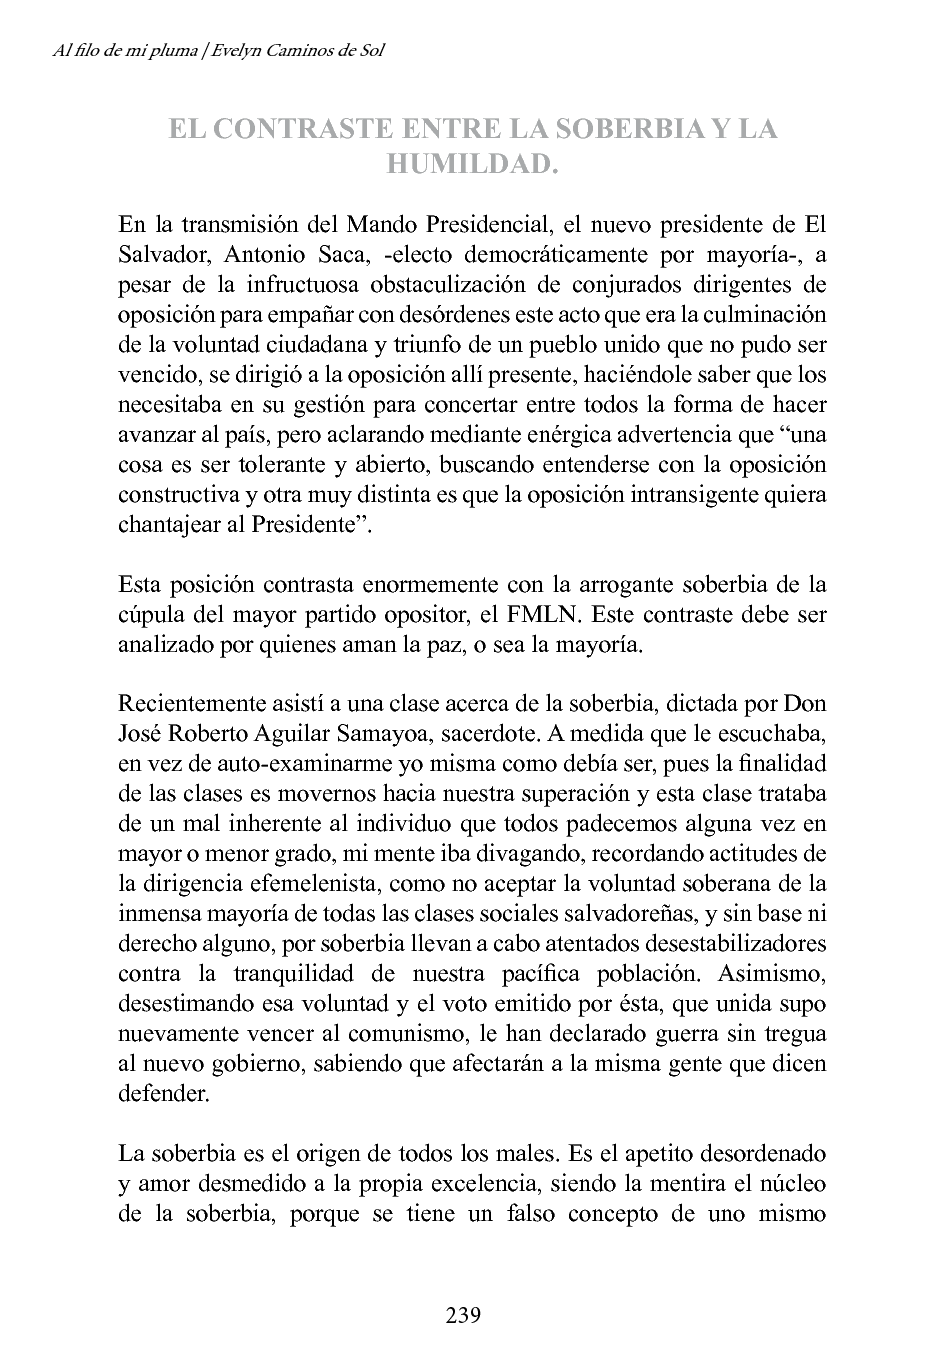 Al filo de mi pluma | Evelyn Caminos de Sol
EL CONTRASTE ENTRE LA SOBERBIA Y LA
HUMILDAD.
En la transmisión del Mando Presidencial, el nuevo presidente de El
Salvador, Antonio Saca, -electo democráticamente por mayoría-, a
pesar de la infructuosa obstaculización de conjurados dirigentes de
oposición para empañar con desórdenes este acto que era la culminación
de la voluntad ciudadana y triunfo de un pueblo unido que no pudo ser
vencido, se dirigió a la oposición allí presente, haciéndole saber que los
necesitaba en su gestión para concertar entre todos la forma de hacer
avanzar al país, pero aclarando mediante enérgica advertencia que “una
cosa es ser tolerante y abierto, buscando entenderse con la oposición
constructiva y otra muy distinta es que la oposición intransigente quiera
chantajear al Presidente”.
Esta posición contrasta enormemente con la arrogante soberbia de la
cúpula del mayor partido opositor, el FMLN. Este contraste debe ser
analizado por quienes aman la paz, o sea la mayoría.
Recientemente asistí a una clase acerca de la soberbia, dictada por Don
José Roberto Aguilar Samayoa, sacerdote. A medida que le escuchaba,
en vez de auto-examinarme yo misma como debía ser, pues la finalidad
de las clases es movernos hacia nuestra superación y esta clase trataba
de un mal inherente al individuo que todos padecemos alguna vez en
mayor o menor grado, mi mente iba divagando, recordando actitudes de
la dirigencia efemelenista, como no aceptar la voluntad soberana de la
inmensa mayoría de todas las clases sociales salvadoreñas, y sin base ni
derecho alguno, por soberbia llevan a cabo atentados desestabilizadores
contra la tranquilidad de nuestra pacífica población. Asimismo,
desestimando esa voluntad y el voto emitido por ésta, que unida supo
nuevamente vencer al comunismo, le han declarado guerra sin tregua
al nuevo gobierno, sabiendo que afectarán a la misma gente que dicen
defender.
La soberbia es el origen de todos los males. Es el apetito desordenado
y amor desmedido a la propia excelencia, siendo la mentira el núcleo
de la soberbia, porque se tiene un falso concepto de uno mismo
239